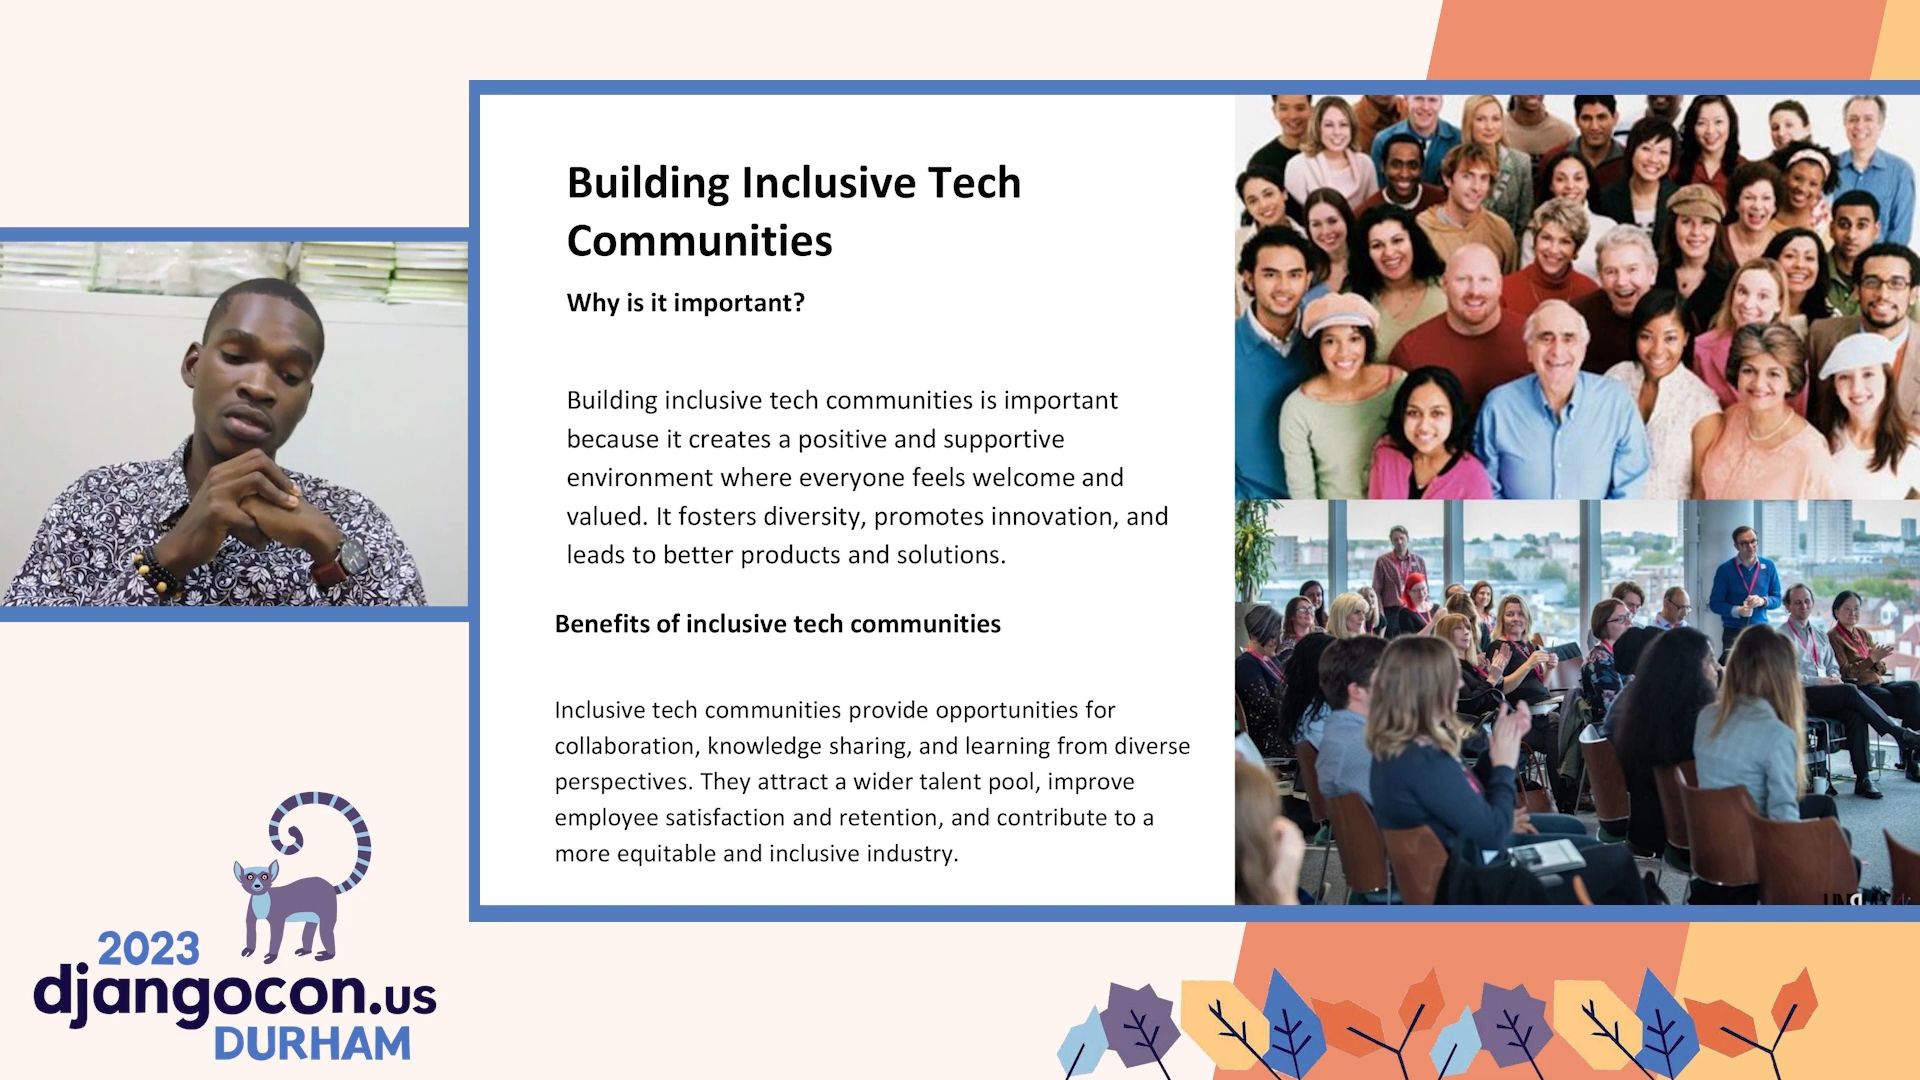 Building Inclusive Tech
Communities
Why is it important?
Building inclusive tech communities is important
because it creates a positive and supportive
environment where everyone feels welcome and
valued. It fosters diversity, promotes innovation, and
leads to better products and solutions.
Benefits of inclusive tech communities
Inclusive tech communities provide opportunities for
collaboration, knowledge sharing, and learning from diverse
perspectives. They attract a wider talent pool, improve
employee satisfaction and retention, and contribute to a
more equitable and inclusive industry.
2023
djangocon.us
DURHAM